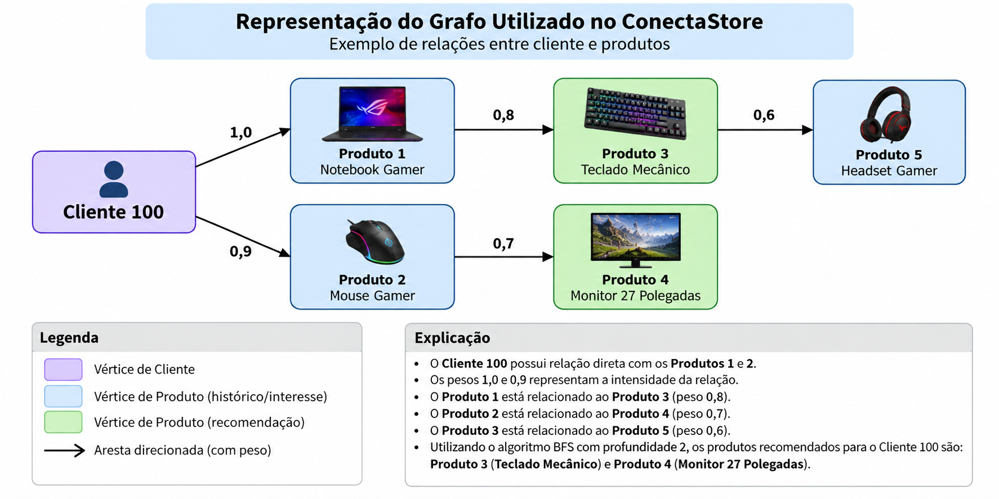 Representação do Grafo Utilizado no ConectaStore
Exemplo de relações entre cliente e produtos
Cliente 100
1,0
0,9
Produto 1
Notebook Gamer
0,8
Produto 3
Teclado Mecânico
0,6
Produto 5
Headset Gamer
Produto 2
Mouse Gamer
0,7
Produto 4
Monitor 27 Polegadas
Legenda
Vértice de Cliente
Vértice de Produto (histórico/interesse)
Vértice de Produto (recomendação)
Aresta direcionada (com peso)
Explicação
• O Cliente 100 possui relação direta com os Produtos 1 e 2.
• Os pesos 1,0 e 0,9 representam a intensidade da relação.
• O Produto 1 está relacionado ao Produto 3 (peso 0,8).
• O Produto 2 está relacionado ao Produto 4 (peso 0,7).
• O Produto 3 está relacionado ao Produto 5 (peso 0,6).
• Utilizando o algoritmo BFS com profundidade 2, os produtos recomendados para o Cliente 100 são:
Produto 3 (Teclado Mecânico) e Produto 4 (Monitor 27 Polegadas).